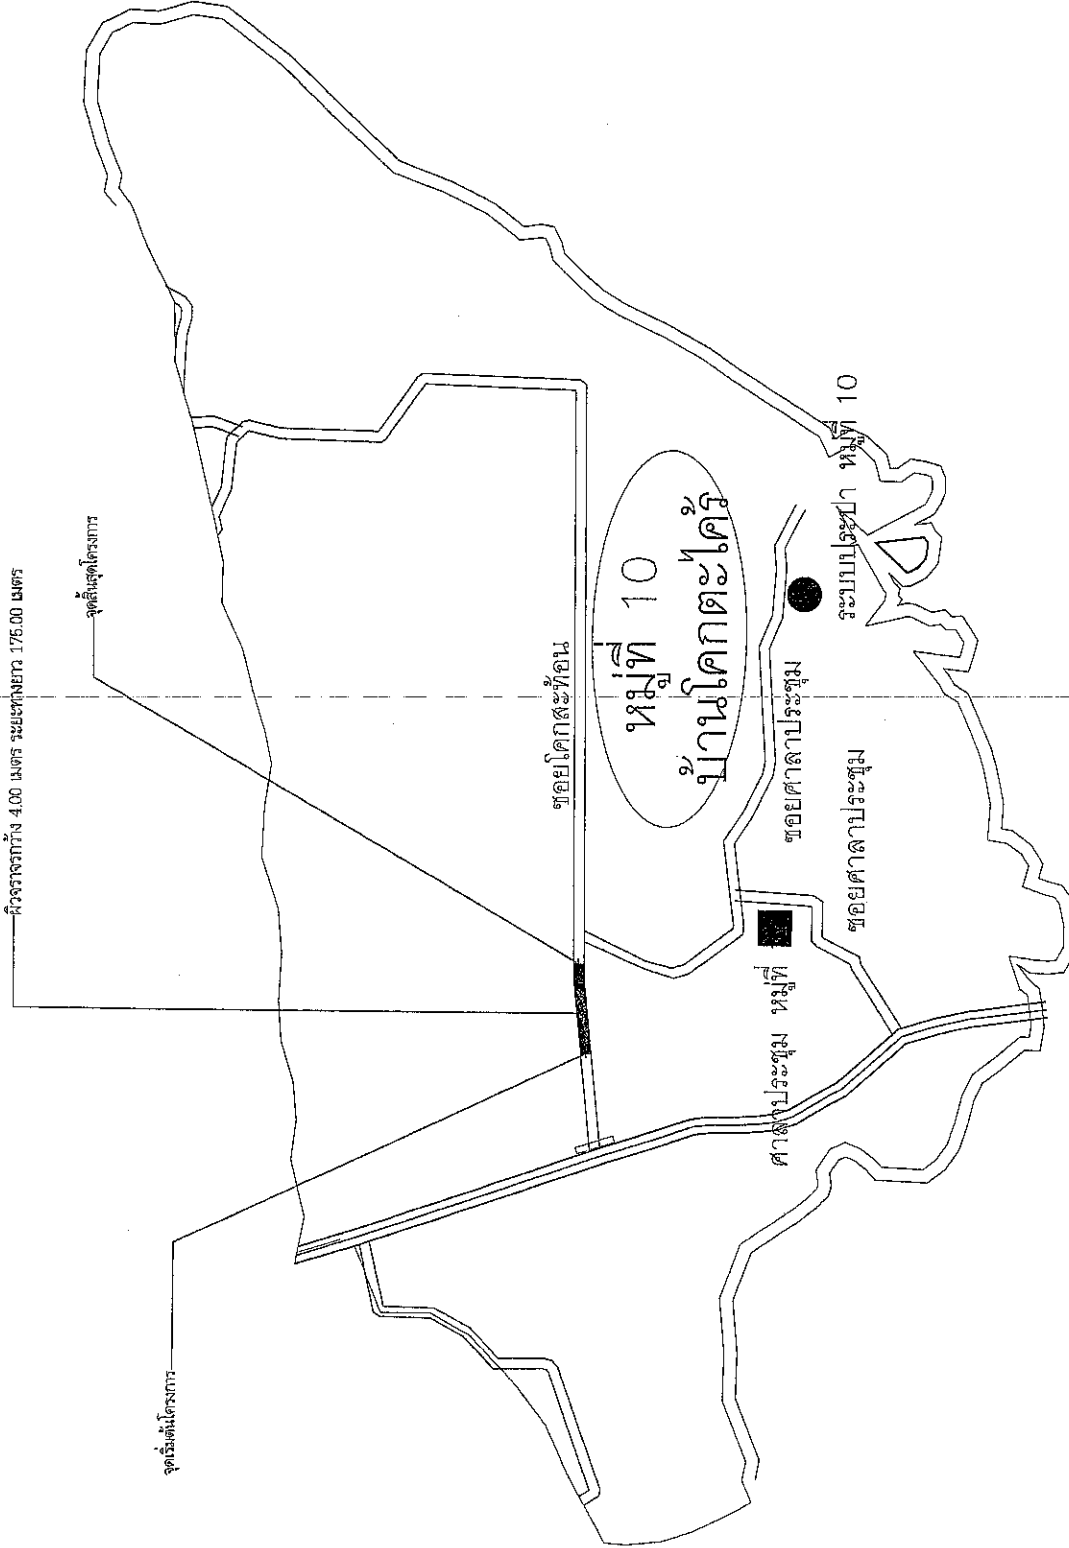 ผิวจราจรกว้าง 4.00 เมตร ระยะทางยาว 175.00 เมตร
จุดสิ้นสุดโครงการ
จุดเริ่มต้นโครงการ
ซอยโคกสะท้อน
หมู่ที่ 10
บ้านโคกตะไคร้
ซอยศาลาประชุม
ระบบประปา หมู่ที่ 10
ซอยศาลาประชุม
ศาลาประชุม หมู่ที่